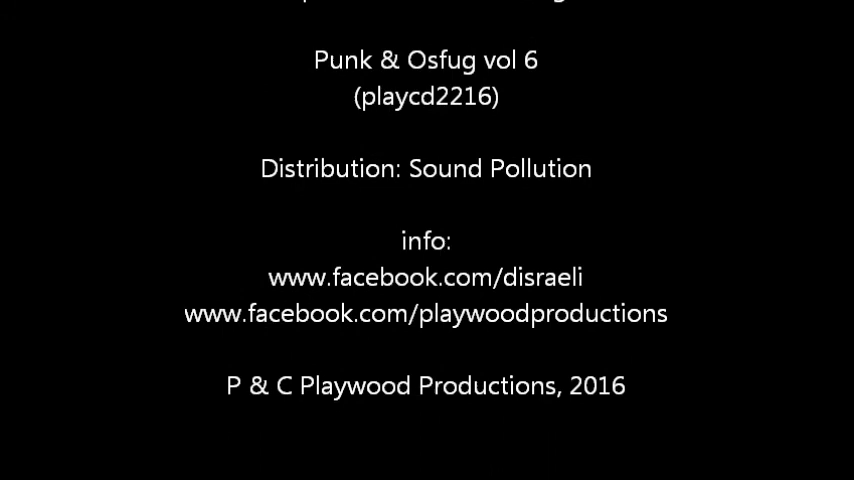 Punk & Osfug vol 6
(playcd2216)
Distribution: Sound Pollution
info:
www.facebook.com/disraeli
www.facebook.com/playwoodproductions
P & C Playwood Productions, 2016